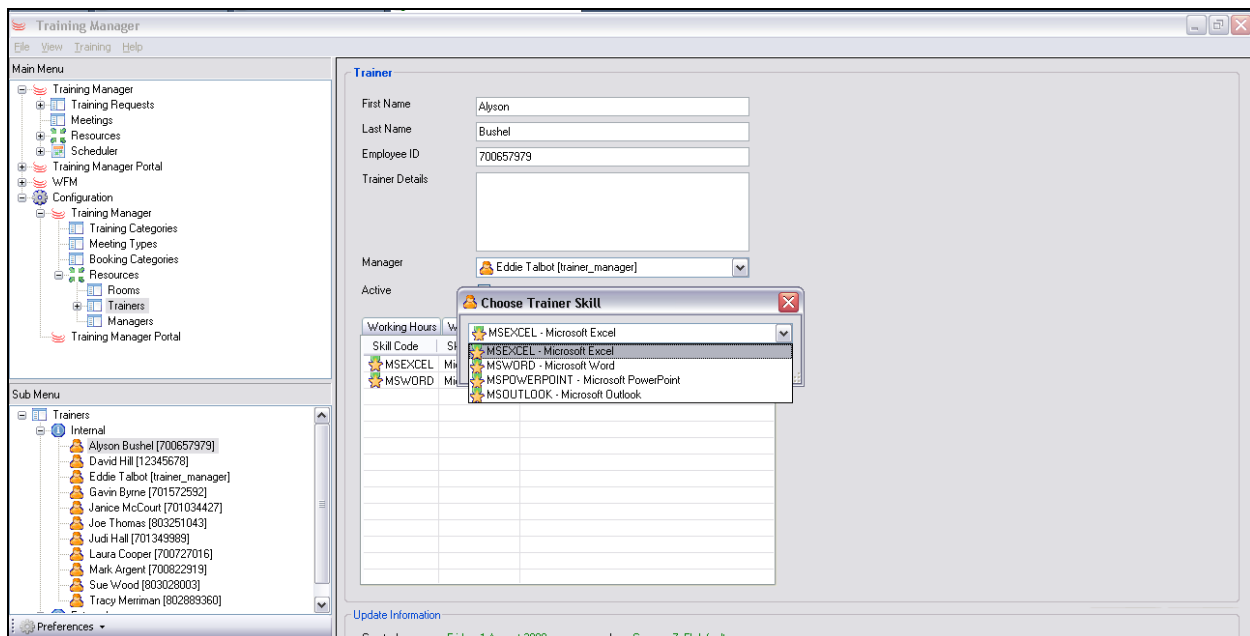 Training Manager
File View Training Help
Main Menu
Training Manager
Training Requests
Meetings
Resources
Scheduler
Training Manager Portal
WFM
Configuration
Training Manager
Training Categories
Meeting Types
Booking Categories
Resources
Rooms
Trainers
Managers
Training Manager Portal
Sub Menu
Trainers
Internal
Alyson Bushel [700657979]
David Hill [12345678]
Eddie Talbot [trainer_manager]
Gavin Byrne [701572592]
Janice McCourt [701034427]
Joe Thomas [803251043]
Judi Hall [701349989]
Laura Cooper [700727016]
Mark Argent [700822919]
Sue Wood [803028003]
Tracy Merriman [802889360]
Preferences
Trainer
First Name Alyson
Last Name Bushel
Employee ID 700657979
Trainer Details
Manager Eddie Talbot [trainer_manager]
Active
Working Hours W
Skill Code Sk
MSEXCEL Mi
MSWORD Mi
Choose Trainer Skill
MSEXCEL - Microsoft Excel
MSEXCEL - Microsoft Excel
MSWORD - Microsoft Word
MSPOWERPOINT - Microsoft PowerPoint
MSOUTLOOK - Microsoft Outlook
Update Information